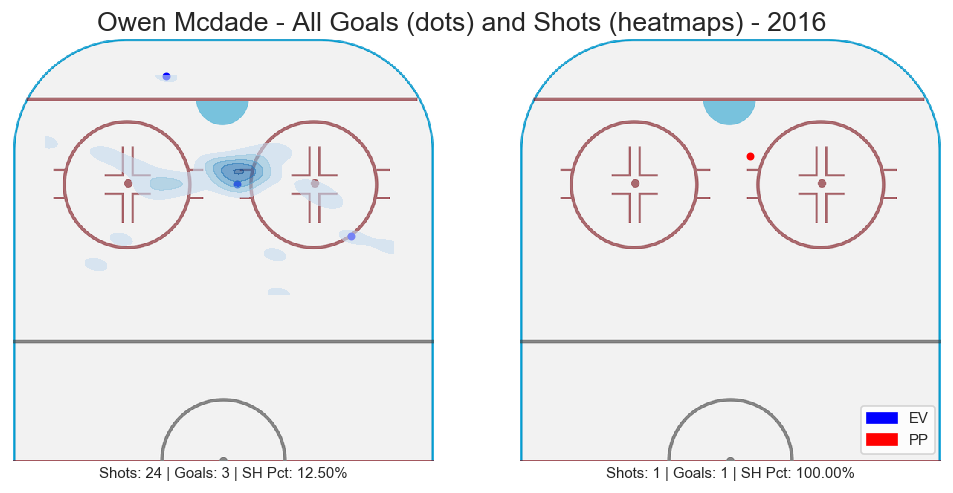 Owen Mcdade - All Goals (dots) and Shots (heatmaps) - 2016
EV
PP
Shots: 24 | Goals: 3 | SH Pct: 12.50%
Shots: 1 | Goals: 1 | SH Pct: 100.00%